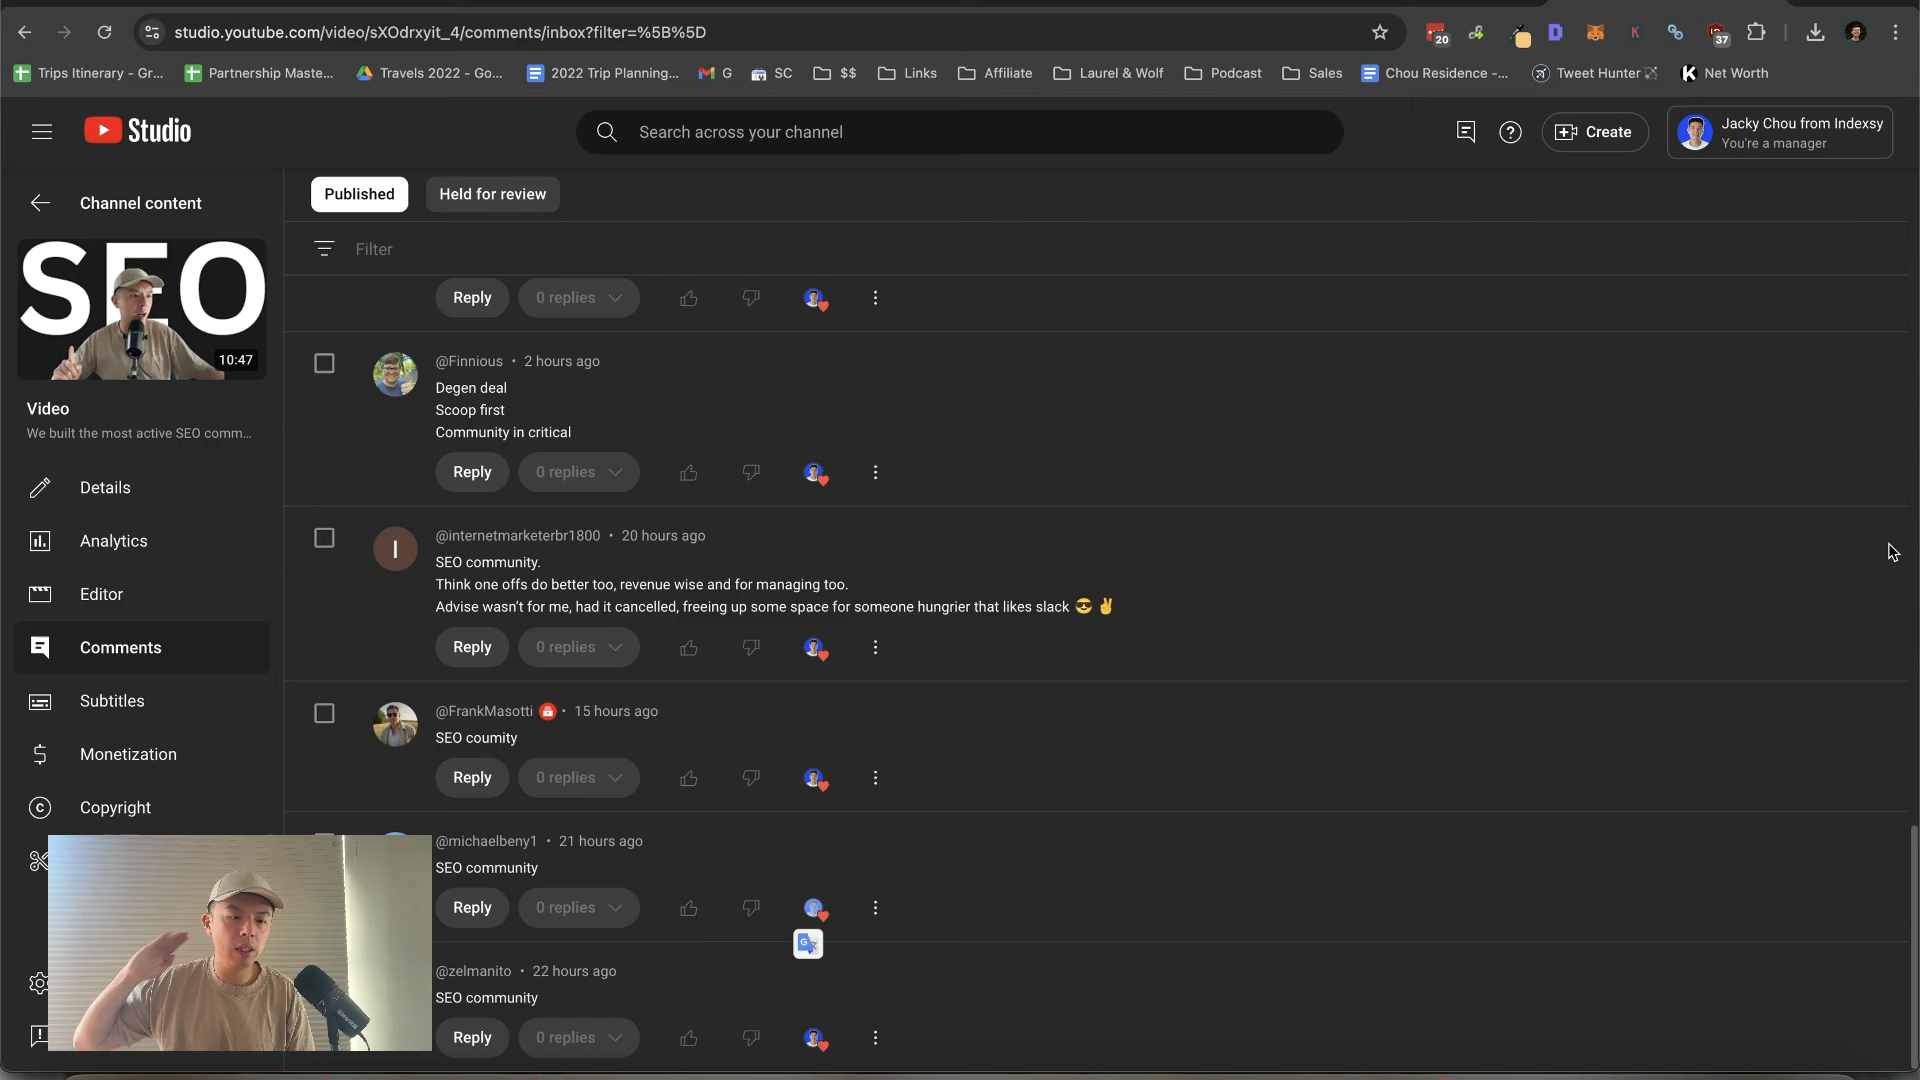 studio.youtube.com/video/sXOdrxyit_4/comments/inbox?filter=%5B%5D
20
37
Trips Itinerary - Gr...
Partnership Maste...
Travels 2022 - Go...
2022 Trip Planning...
G
SC
$$
Links
Affiliate
Laurel & Wolf
Podcast
Sales
Chou Residence -...
Tweet Hunter
Net Worth
Studio
Search across your channel
Create
Jacky Chou from Indexsy
You're a manager
Channel content
SEO
10:47
Video
We built the most active SEO comm...
Details
Analytics
Editor
Comments
Subtitles
Monetization
Copyright
Published
Held for review
Filter
Reply
0 replies
@Finnious • 2 hours ago
Degen deal
Scoop first
Community in critical
Reply
0 replies
I
@internetmarketerbr1800 • 20 hours ago
SEO community.
Think one offs do better too, revenue wise and for managing too.
Advise wasn't for me, had it cancelled, freeing up some space for someone hungrier that likes slack 😎 ✌️
Reply
0 replies
@FrankMasotti • 15 hours ago
SEO coumity
Reply
0 replies
@michaelbeny1 • 21 hours ago
SEO community
Reply
0 replies
@zelmanito • 22 hours ago
SEO community
Reply
0 replies